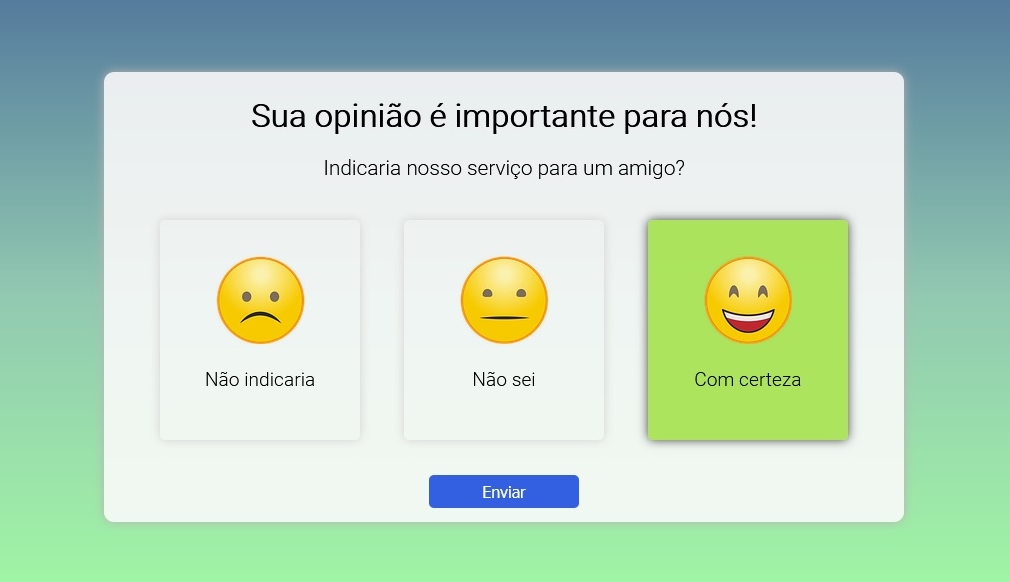 Sua opinião é importante para nós!
Indicaria nosso serviço para um amigo?
Não indicaria
Não sei
Com certeza
Enviar